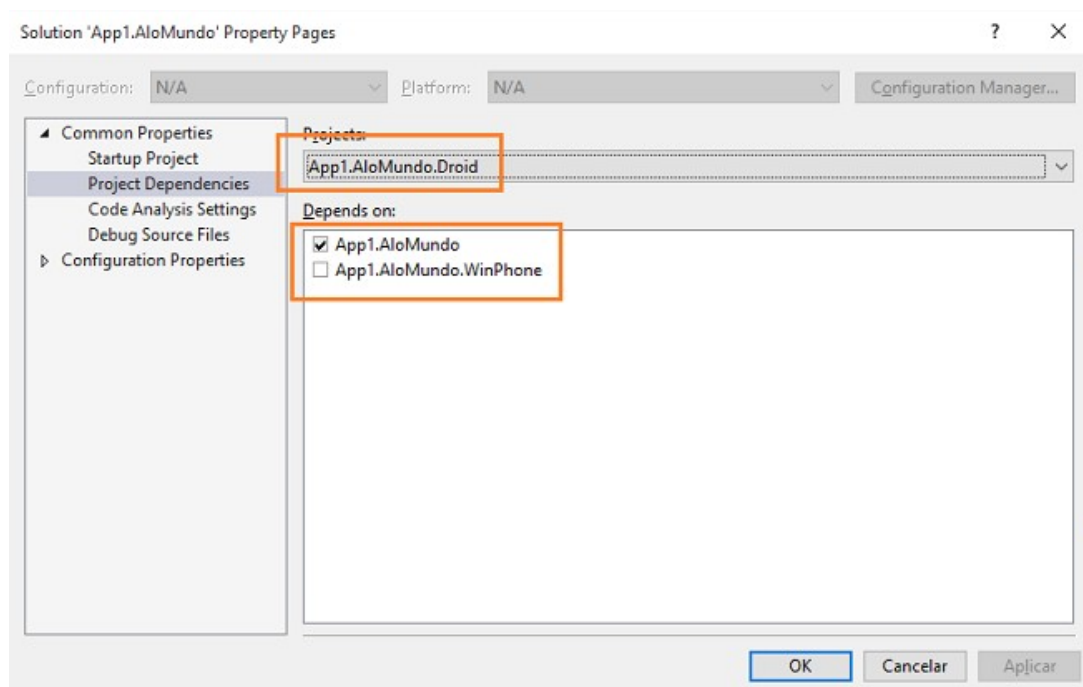 Solution 'App1.AloMundo' Property Pages
?
Configuration: N/A Platform: N/A Configuration Manager...
Common Properties
Startup Project
Project Dependencies
Code Analysis Settings
Debug Source Files
Configuration Properties
Projects:
App1.AloMundo.Droid
Depends on:
App1.AloMundo
App1.AloMundo.WinPhone
OK Cancelar Aplicar